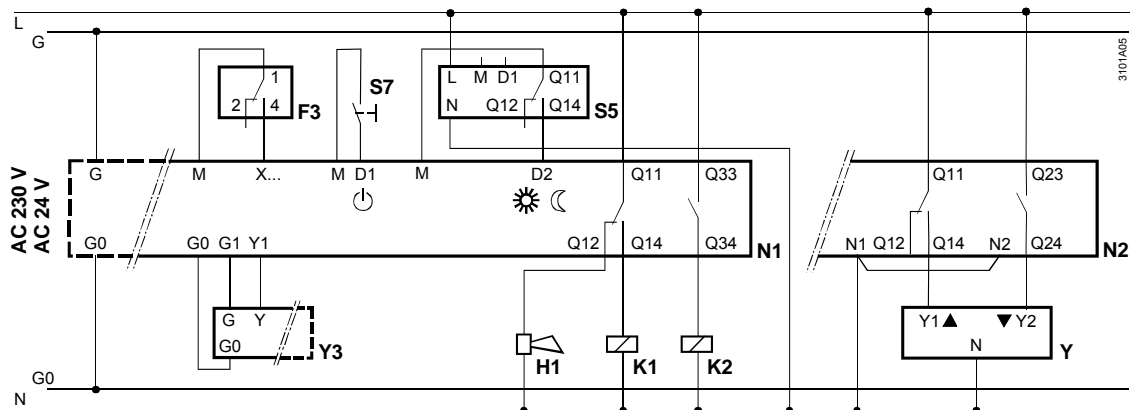 L
G
3101A05
1
2 4
F3
S7
L M D1 Q11
N Q12 Q14
S5
AC 230 V
AC 24 V
G M X... M D1 M D2 Q11 Q33
Q11 Q23
G0 G0 G1 Y1 Q12 Q14 Q34
N1
N1 Q12 Q14 N2 Q24
N2
G Y
G0
Y3
H1
K1
K2
Y1 ▲ ▼ Y2
N
Y
G0
N